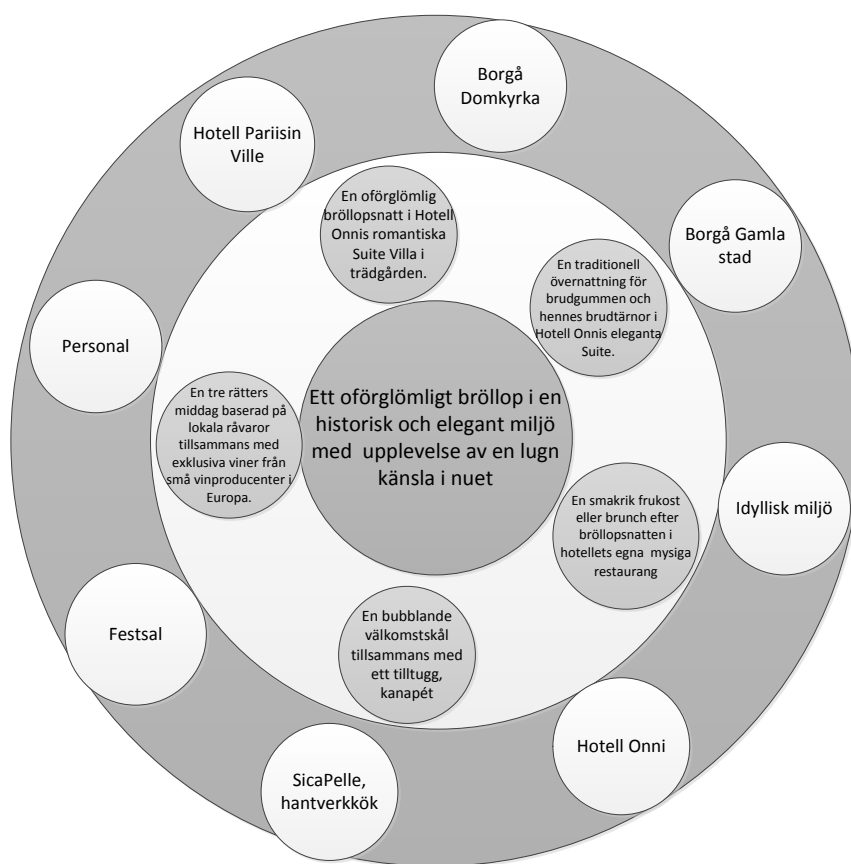 Borgå
Domkyrka
Hotell Pariisin
Ville
En oförglömlig
bröllopsnatt i Hotell
Onnis romantiska
Suite Villa i
trädgården.
Borgå Gamla
stad
En traditionell
övernattning för
brudgummen och
hennes brudtärnor i
Hotell Onnis eleganta
Suite.
Personal
En tre rätters
middag baserad på
lokala råvaror
tillsammans med
exklusiva viner från
små vinproducenter i
Europa.
Ett oförglömligt bröllop i en
historisk och elegant miljö
med upplevelse av en lugn
känsla i nuet
Idyllisk miljö
En smakrik frukost
eller brunch efter
bröllopsnatten i
hotellets egna mysiga
restaurang
Festsal
En bubblande
välkomstskål
tillsammans med
ett tilltugg,
kanapét
Hotell Onni
SicaPelle,
hantverkkök